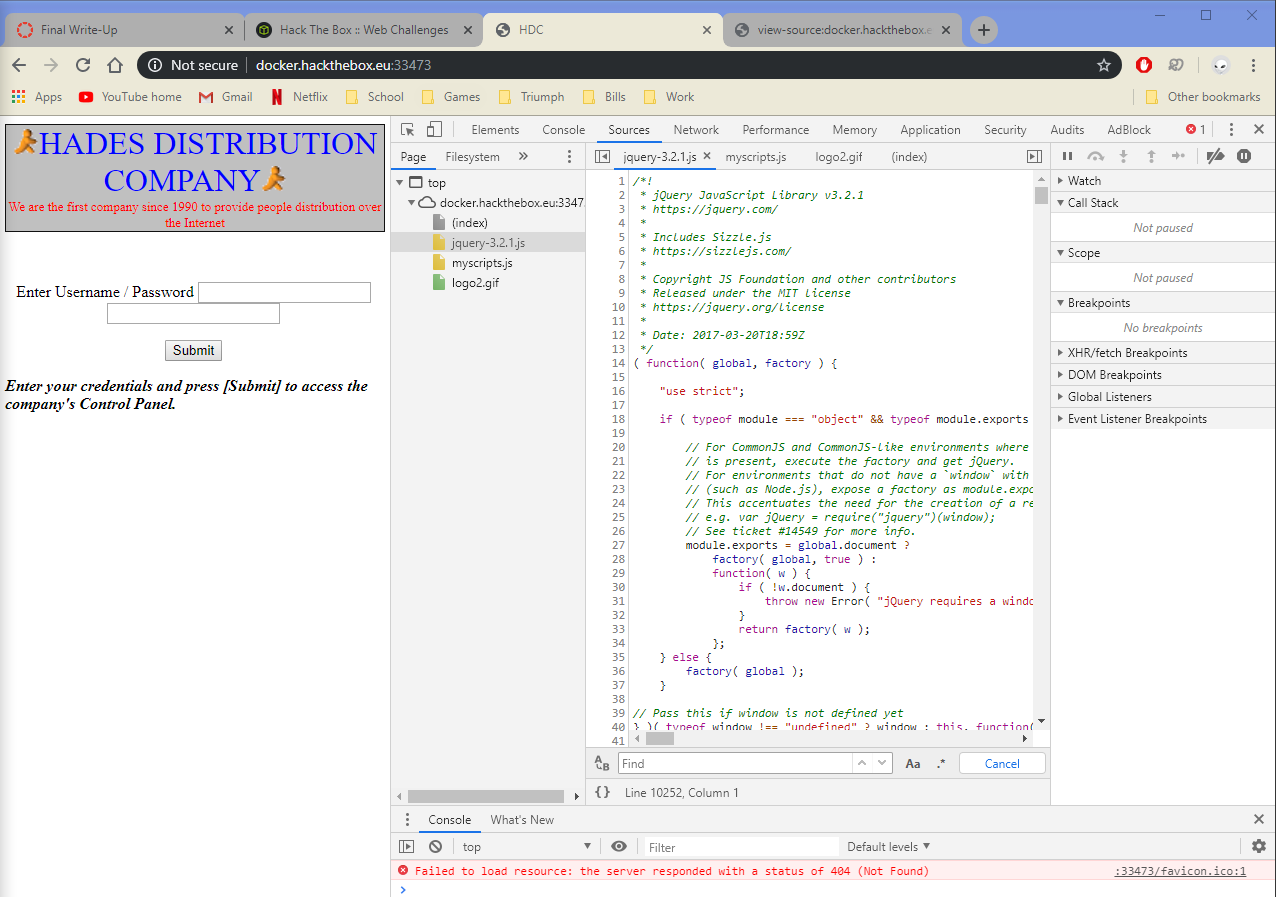 Final Write-Up
Hack The Box :: Web Challenges
HDC
view-source:docker.hackthebox.e
Not secure
docker.hackthebox.eu:33473
Apps
YouTube home
Gmail
Netflix
School
Games
Triumph
Bills
Work
Other bookmarks
HADES DISTRIBUTION
COMPANY
We are the first company since 1990 to provide people distribution over
the Internet
Enter Username / Password
Submit
Enter your credentials and press [Submit] to access the
company's Control Panel.
Elements
Console
Sources
Network
Performance
Memory
Application
Security
Audits
AdBlock
1
Page
Filesystem
top
docker.hackthebox.eu:3347
(index)
jquery-3.2.1.js
myscripts.js
logo2.gif
jquery-3.2.1.js
myscripts.js
logo2.gif
(index)
1 /*!
2 * jQuery JavaScript Library v3.2.1
3 * https://jquery.com/
4 *
5 * Includes Sizzle.js
6 * https://sizzlejs.com/
7 *
8 * Copyright JS Foundation and other contributors
9 * Released under the MIT license
10 * https://jquery.org/license
11 *
12 * Date: 2017-03-20T18:59Z
13 */
14 ( function( global, factory ) {
15
16 "use strict";
17
18 if ( typeof module === "object" && typeof module.exports
19
20 // For CommonJS and CommonJS-like environments where
21 // is present, execute the factory and get jQuery.
22 // For environments that do not have a `window` with
23 // (such as Node.js), expose a factory as module.expo
24 // This accentuates the need for the creation of a re
25 // e.g. var jQuery = require("jquery")(window);
26 // See ticket #14549 for more info.
27 module.exports = global.document ?
28 factory( global, true ) :
29 function( w ) {
30 if ( !w.document ) {
31 throw new Error( "jQuery requires a windo
32 }
33 return factory( w );
34 };
35 } else {
36 factory( global );
37 }
38
39 // Pass this if window is not defined yet
40 } )( typeof window !== "undefined" ? window : this, function(
41
Find
Aa
.*
Cancel
{ }
Line 10252, Column 1
Watch
Call Stack
Not paused
Scope
Not paused
Breakpoints
No breakpoints
XHR/fetch Breakpoints
DOM Breakpoints
Global Listeners
Event Listener Breakpoints
Console
What's New
top
Filter
Default levels
Failed to load resource: the server responded with a status of 404 (Not Found)
:33473/favicon.ico:1